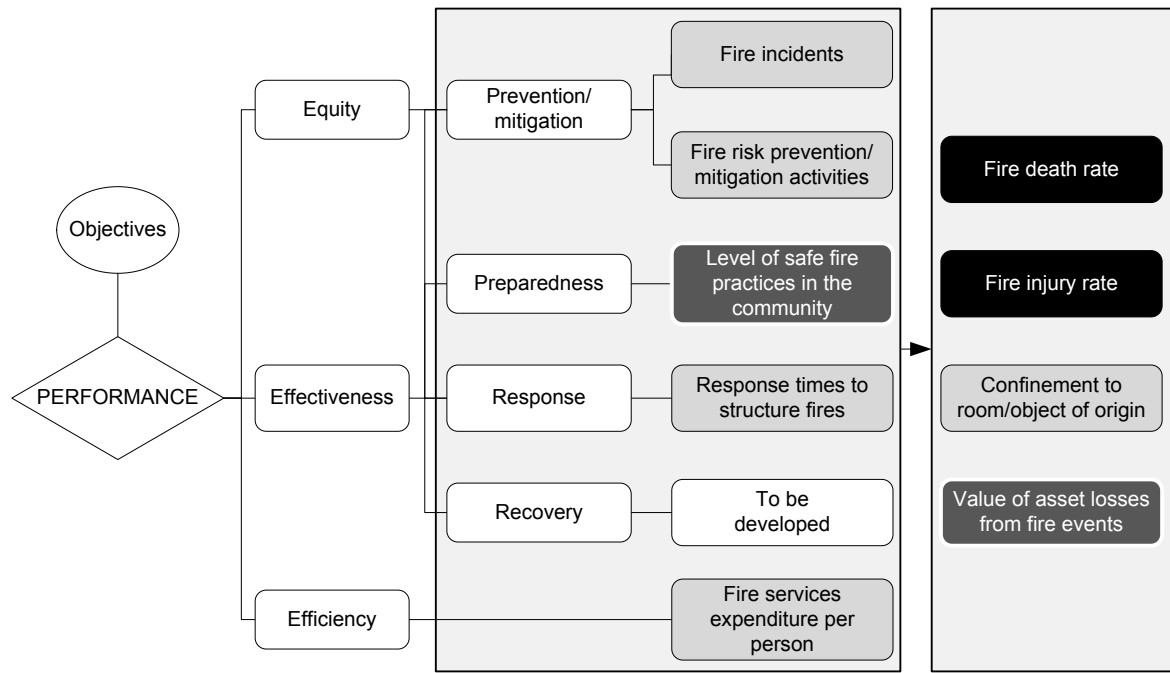 Objectives
PERFORMANCE
Equity
Effectiveness
Efficiency
Prevention/
mitigation
Preparedness
Response
Recovery
Fire incidents
Fire risk prevention/
mitigation activities
Level of safe fire
practices in the
community
Response times to
structure fires
To be
developed
Fire services
expenditure per
person
Fire death rate
Fire injury rate
Confinement to
room/object of origin
Value of asset losses
from fire events